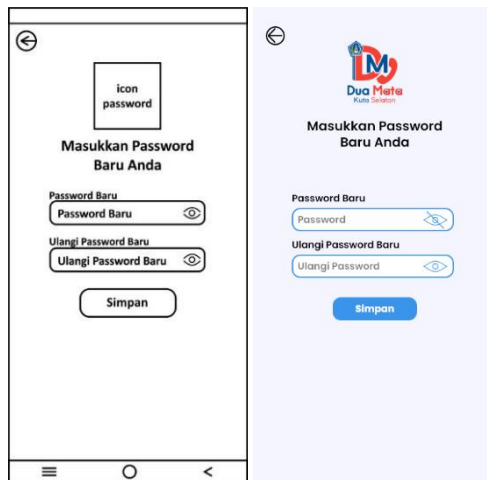 icon
password
Masukkan Password
Baru Anda
Password Baru
Password Baru
Ulangi Password Baru
Ulangi Password Baru
Simpan
DM
Dua Mata
Kuta Selatan
Masukkan Password
Baru Anda
Password Baru
Password
Ulangi Password Baru
Ulangi Password
Simpan